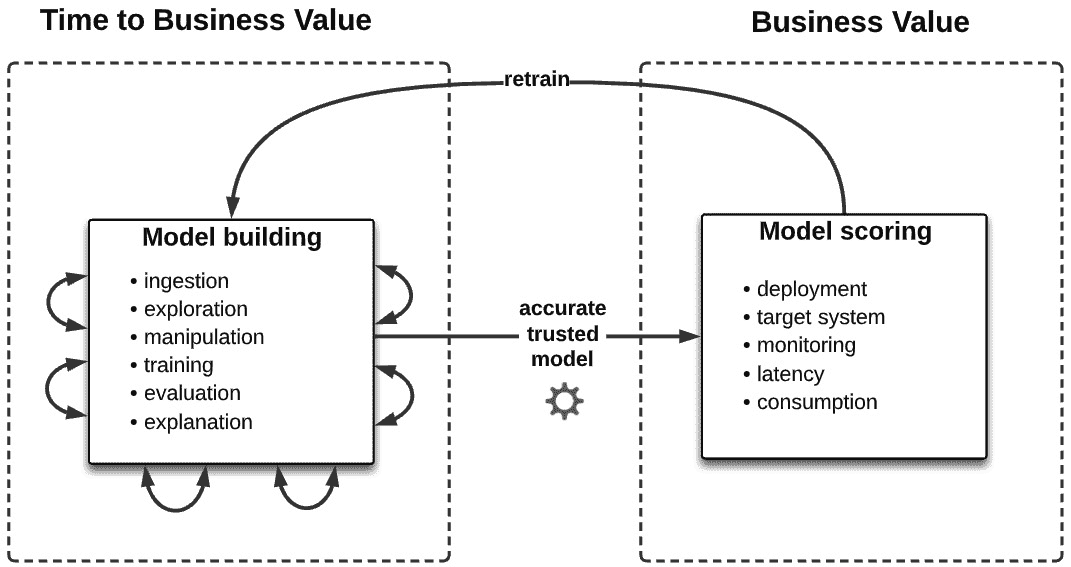 Time to Business Value
Business Value
retrain
Model building
• ingestion
• exploration
• manipulation
• training
• evaluation
• explanation
accurate
trusted
model
Model scoring
• deployment
• target system
• monitoring
• latency
• consumption